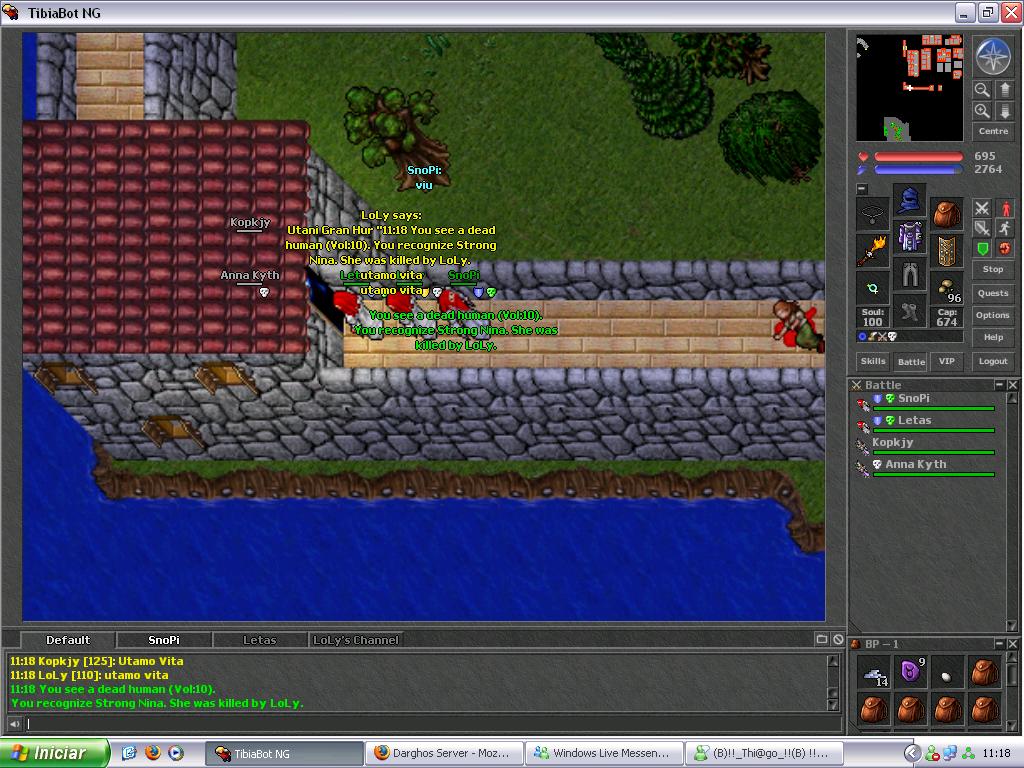 TibiaBot NG
SnoPi:
viu
Kopkjy
LoLy says:
Utani Gran Hur "11:18 You see a dead
human (Vol:10). You recognize Strong
Nina. She was killed by LoLy.
Anna Kyth
utamo vita
SnoPi
utamo vita
You see a dead human (Vol:10).
You recognize Strong Nina. She was
killed by LoLy.
Centre
695
2764
96
Soul:
100
Cap:
674
Stop
Quests
Options
Help
Skills
Battle
VIP
Logout
Battle
SnoPi
Letas
Kopkjy
Anna Kyth
BP - 1
14
9
Default
SnoPi
Letas
LoLy's Channel
11:18 Kopkjy [125]: Utamo Vita
11:18 LoLy [110]: utamo vita
11:18 You see a dead human (Vol:10).
You recognize Strong Nina. She was killed by LoLy.
Iniciar
TibiaBot NG
Darghos Server - Moz...
Windows Live Messen...
(B)!!_Thi@go_!!(B) !!...
11:18